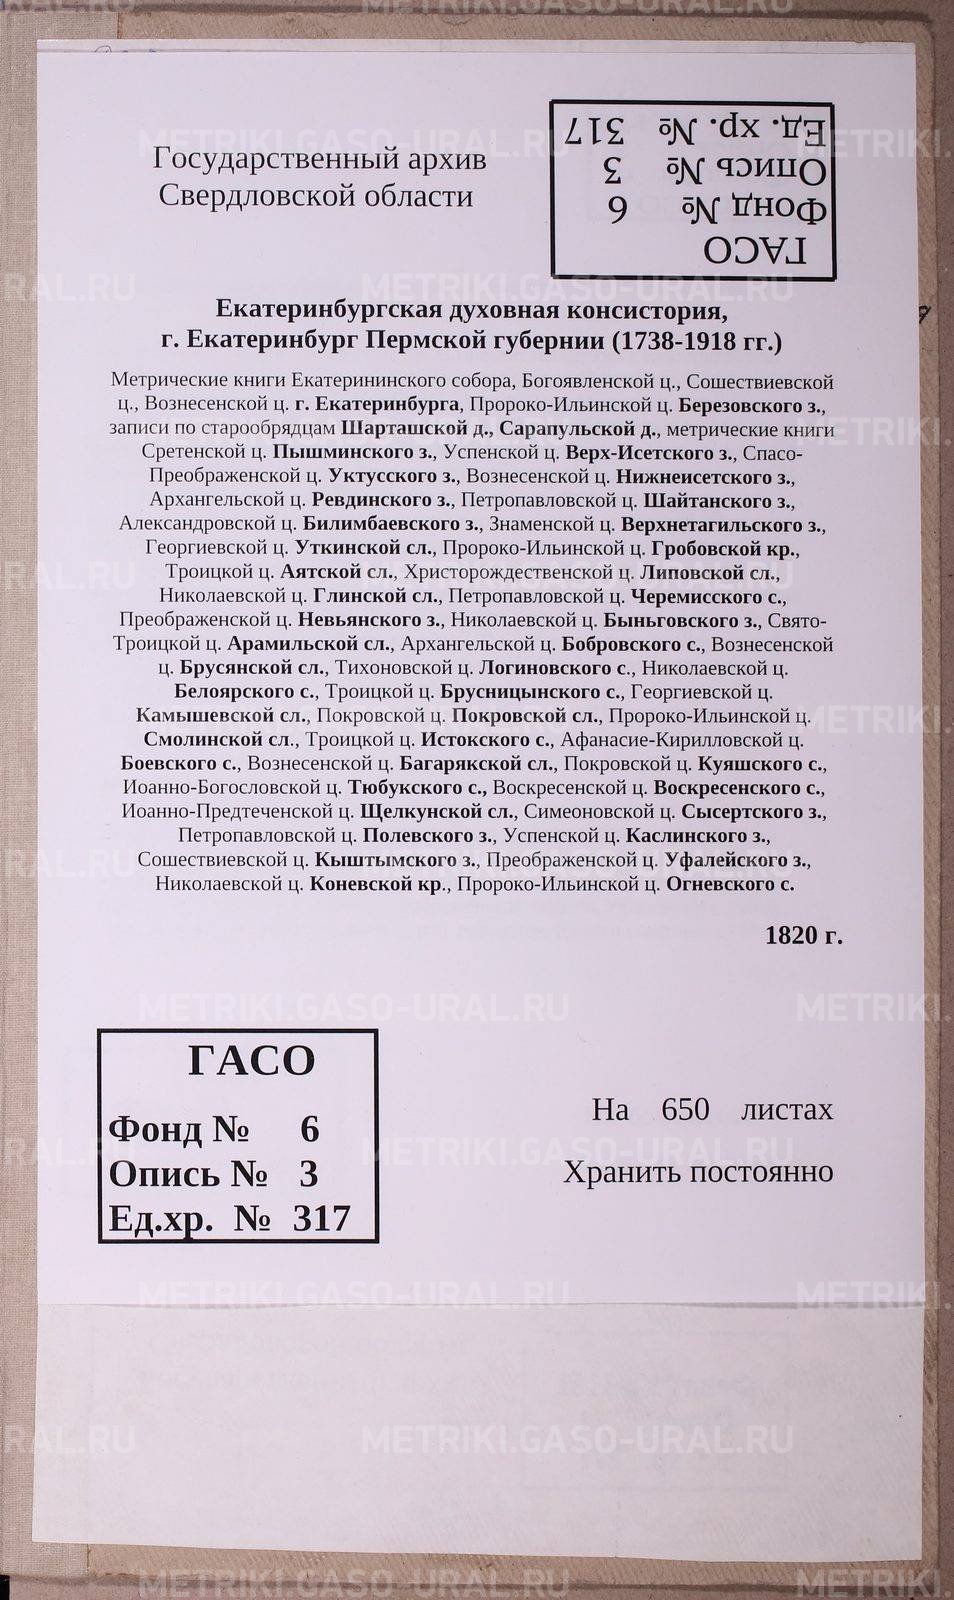 Государственный архив
Свердловской области
Ед. хр. № 317
Опись № 3
Фонд № 6
ГАСО
Екатеринбургская духовная консистория,
г. Екатеринбург Пермской губернии (1738-1918 гг.)
Метрические книги Екатерининского собора, Богоявленской ц., Сошествиевской
ц., Вознесенской ц. г. Екатеринбурга, Пророко-Ильинской ц. Березовского з.,
записи по старообрядцам Шарташской д., Сарапульской д., метрические книги
Сретенской ц. Пышминского з., Успенской ц. Верх-Исетского з., Спасо-
Преображенской ц. Уктусского з., Вознесенской ц. Нижнеисетского з.,
Архангельской ц. Ревдинского з., Петропавловской ц. Шайтанского з.,
Александровской ц. Билимбаевского з., Знаменской ц. Верхнетагильского з.,
Георгиевской ц. Уткинской сл., Пророко-Ильинской ц. Гробовской кр.,
Троицкой ц. Аятской сл., Христорождественской ц. Липовской сл.,
Николаевской ц. Глинской сл., Петропавловской ц. Черемисского с.,
Преображенской ц. Невьянского з., Николаевской ц. Быньговского з., Свято-
Троицкой ц. Арамильской сл., Архангельской ц. Бобровского с., Вознесенской
ц. Брусянской сл., Тихоновской ц. Логиновского с., Николаевской ц.
Белоярского с., Троицкой ц. Брусницынского с., Георгиевской ц.
Камышевской сл., Покровской ц. Покровской сл., Пророко-Ильинской ц.
Смолинской сл., Троицкой ц. Истокского с., Афанасие-Кирилловской ц.
Боевского с., Вознесенской ц. Багарякской сл., Покровской ц. Куяшского с.,
Иоанно-Богословской ц. Тюбукского с., Воскресенской ц. Воскресенского с.,
Иоанно-Предтеченской ц. Щелкунской сл., Симеоновской ц. Сысертского з.,
Петропавловской ц. Полевского з., Успенской ц. Каслинского з.,
Сошествиевской ц. Кыштымского з., Преображенской ц. Уфалейского з.,
Николаевской ц. Коневской кр., Пророко-Ильинской ц. Огневского с.
1820 г.
ГАСО
Фонд № 6
Опись № 3
Ед.хр. № 317
На 650 листах
Хранить постоянно
METRIKI.GASO-URAL.RU